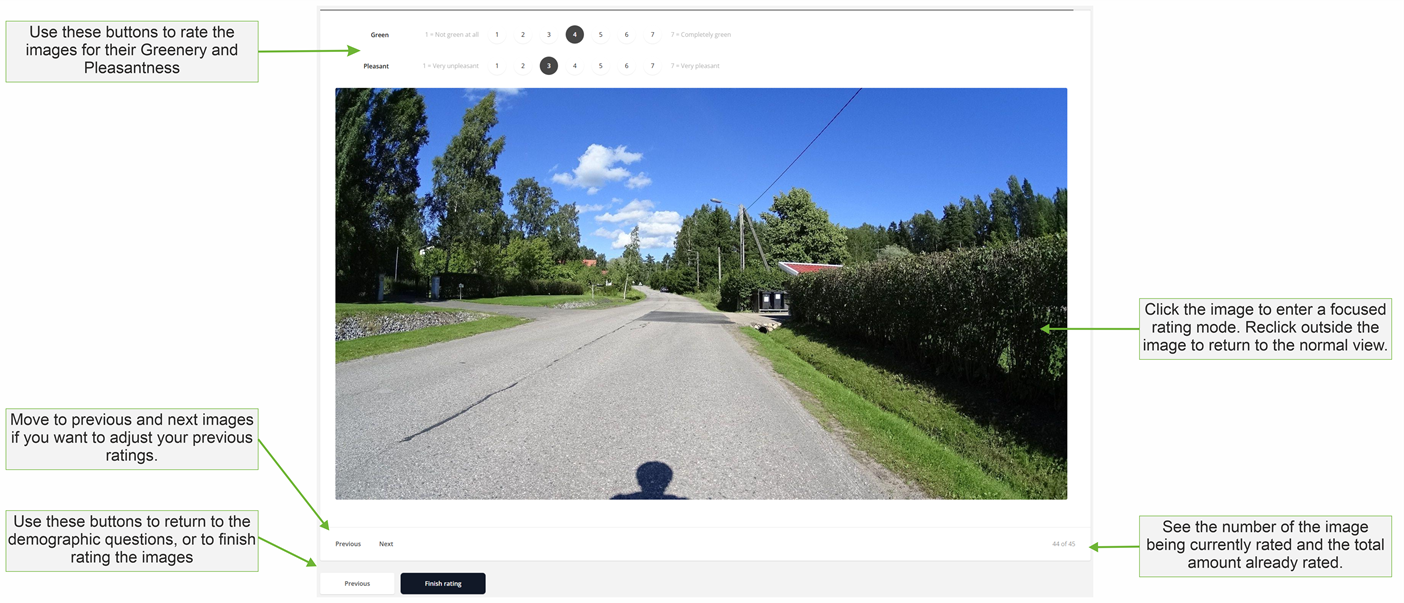 Use these buttons to rate the
images for their Greenery and
Pleasantness
Green 1 = Not green at all 1 2 3 4 5 6 7 7 = Completely green
Pleasant 1 = Very unpleasant 1 2 3 4 5 6 7 7 = Very pleasant
Click the image to enter a focused
rating mode. Reclick outside the
image to return to the normal view.
Move to previous and next images
if you want to adjust your previous
ratings.
Use these buttons to return to the
demographic questions, or to finish
rating the images
Previous Next
44 of 45
See the number of the image
being currently rated and the total
amount already rated.
Previous Finish rating